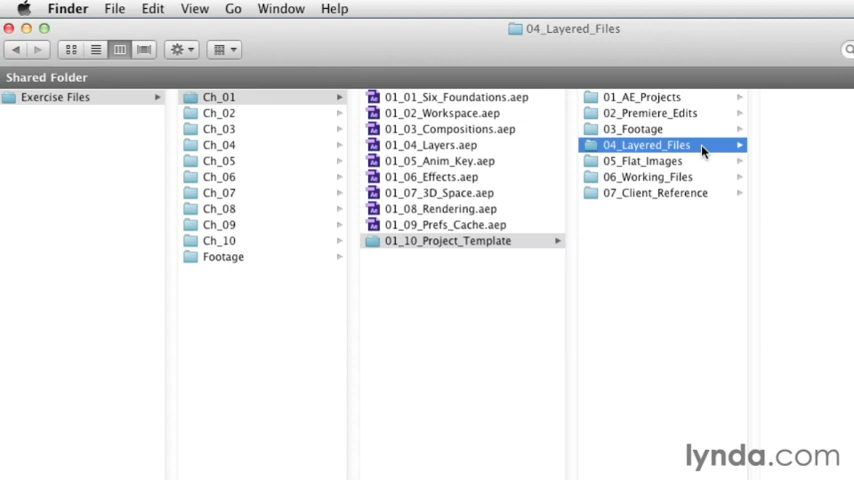 Finder File Edit View Go Window Help
04_Layered_Files
Shared Folder
Exercise Files
Ch_01
Ch_02
Ch_03
Ch_04
Ch_05
Ch_06
Ch_07
Ch_08
Ch_09
Ch_10
Footage
01_01_Six_Foundations.aep
01_02_Workspace.aep
01_03_Compositions.aep
01_04_Layers.aep
01_05_Anim_Key.aep
01_06_Effects.aep
01_07_3D_Space.aep
01_08_Rendering.aep
01_09_Prefs_Cache.aep
01_10_Project_Template
01_AE_Projects
02_Premiere_Edits
03_Footage
04_Layered_Files
05_Flat_Images
06_Working_Files
07_Client_Reference
lynda.com